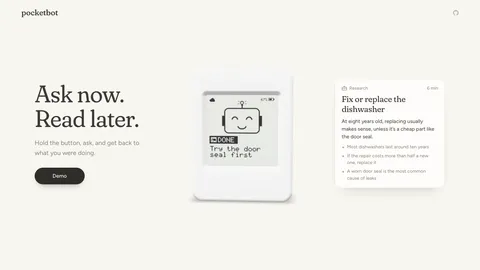 pocketbot
Ask now.
Read later.
Hold the button, ask, and get back to
what you were doing.
Demo
67%
DONE
Try the door
seal first
Research
6 min
Fix or replace the
dishwasher
At eight years old, replacing usually
makes sense, unless it's a cheap part like
the door seal.
Most dishwashers last around ten years
If the repair costs more than half a new
one, replace it
A worn door seal is the most common
cause of leaks